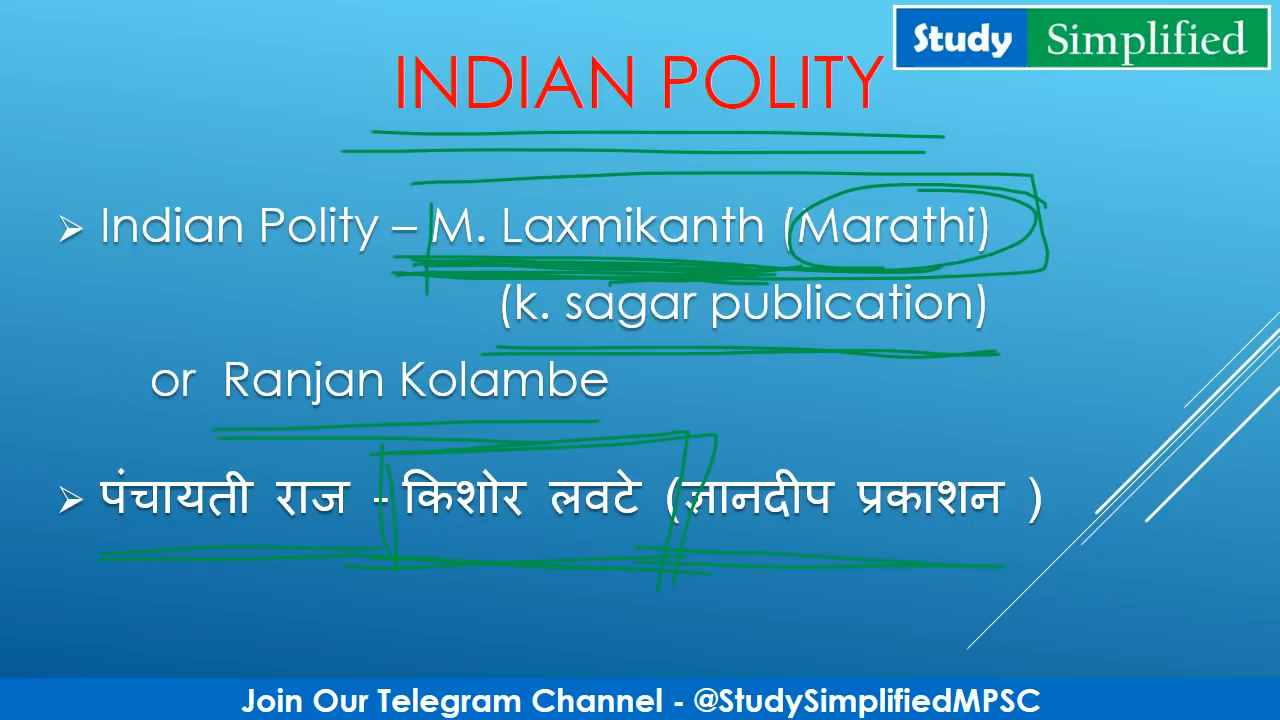 Study Simplified
INDIAN POLITY
Indian Polity – M. Laxmikanth (Marathi)
(k. sagar publication)
or Ranjan Kolambe
पंचायती राज - किशोर लवटे (ज्ञानदीप प्रकाशन )
Join Our Telegram Channel - @StudySimplifiedMPSC